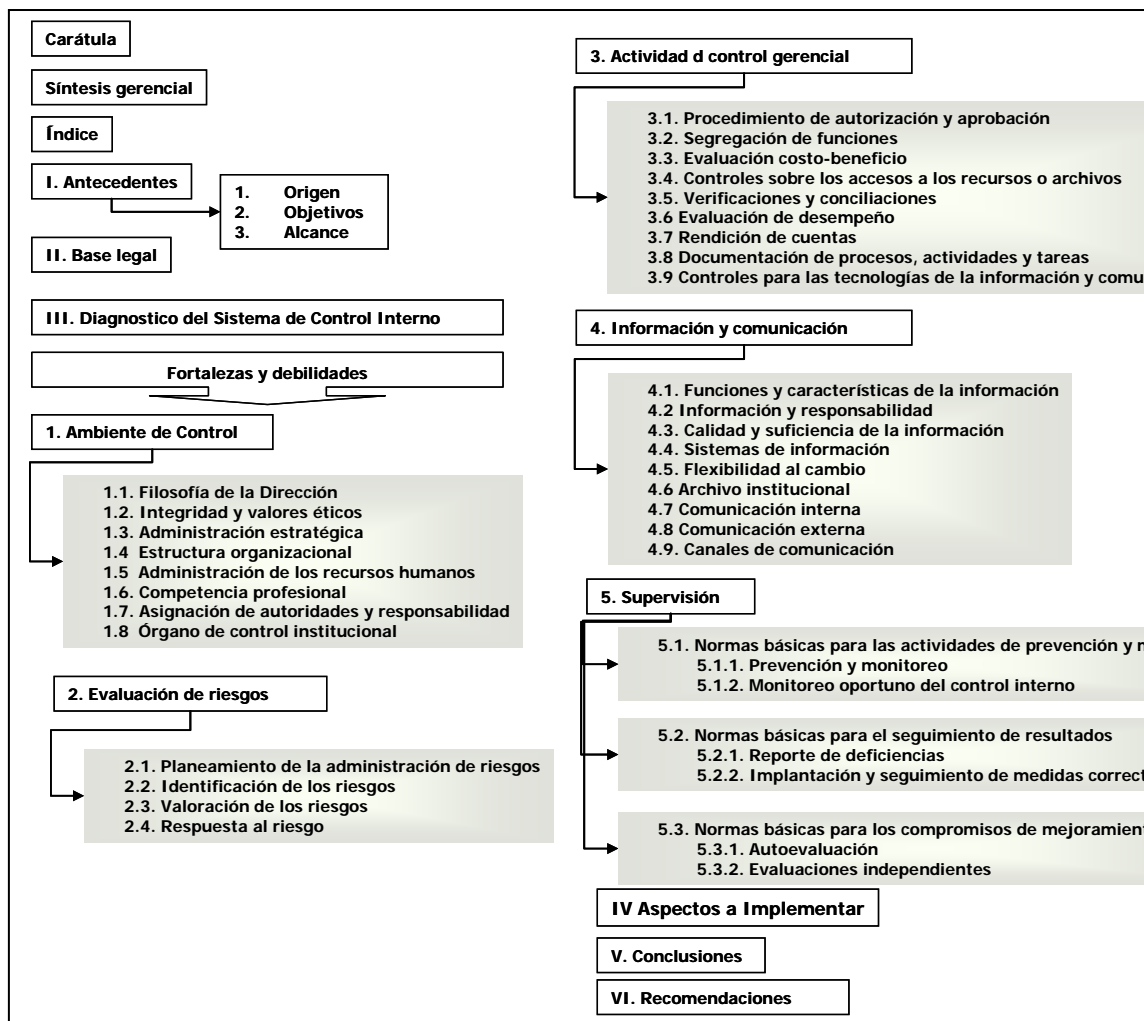 Carátula
Síntesis gerencial
Índice
I. Antecedentes
1. Origen
2. Objetivos
3. Alcance
II. Base legal
III. Diagnostico del Sistema de Control Interno
Fortalezas y debilidades
1. Ambiente de Control
1.1. Filosofía de la Dirección
1.2. Integridad y valores éticos
1.3. Administración estratégica
1.4 Estructura organizacional
1.5 Administración de los recursos humanos
1.6. Competencia profesional
1.7. Asignación de autoridades y responsabilidad
1.8 Órgano de control institucional
2. Evaluación de riesgos
2.1. Planeamiento de la administración de riesgos
2.2. Identificación de los riesgos
2.3. Valoración de los riesgos
2.4. Respuesta al riesgo
3. Actividad d control gerencial
3.1. Procedimiento de autorización y aprobación
3.2. Segregación de funciones
3.3. Evaluación costo-beneficio
3.4. Controles sobre los accesos a los recursos o archivos
3.5. Verificaciones y conciliaciones
3.6 Evaluación de desempeño
3.7 Rendición de cuentas
3.8 Documentación de procesos, actividades y tareas
3.9 Controles para las tecnologías de la información y
4. Información y comunicación
4.1. Funciones y características de la información
4.2 Información y responsabilidad
4.3. Calidad y suficiencia de la información
4.4. Sistemas de información
4.5. Flexibilidad al cambio
4.6 Archivo institucional
4.7 Comunicación interna
4.8 Comunicación externa
4.9. Canales de comunicación
5. Supervisión
5.1. Normas básicas para las actividades de prevención y
5.1.1. Prevención y monitoreo
5.1.2. Monitoreo oportuno del control interno
5.2. Normas básicas para el seguimiento de resultados
5.2.1. Reporte de deficiencias
5.2.2. Implantación y seguimiento de medidas
5.3. Normas básicas para los compromisos de
5.3.1. Autoevaluación
5.3.2. Evaluaciones independientes
IV Aspectos a Implementar
V. Conclusiones
VI. Recomendaciones